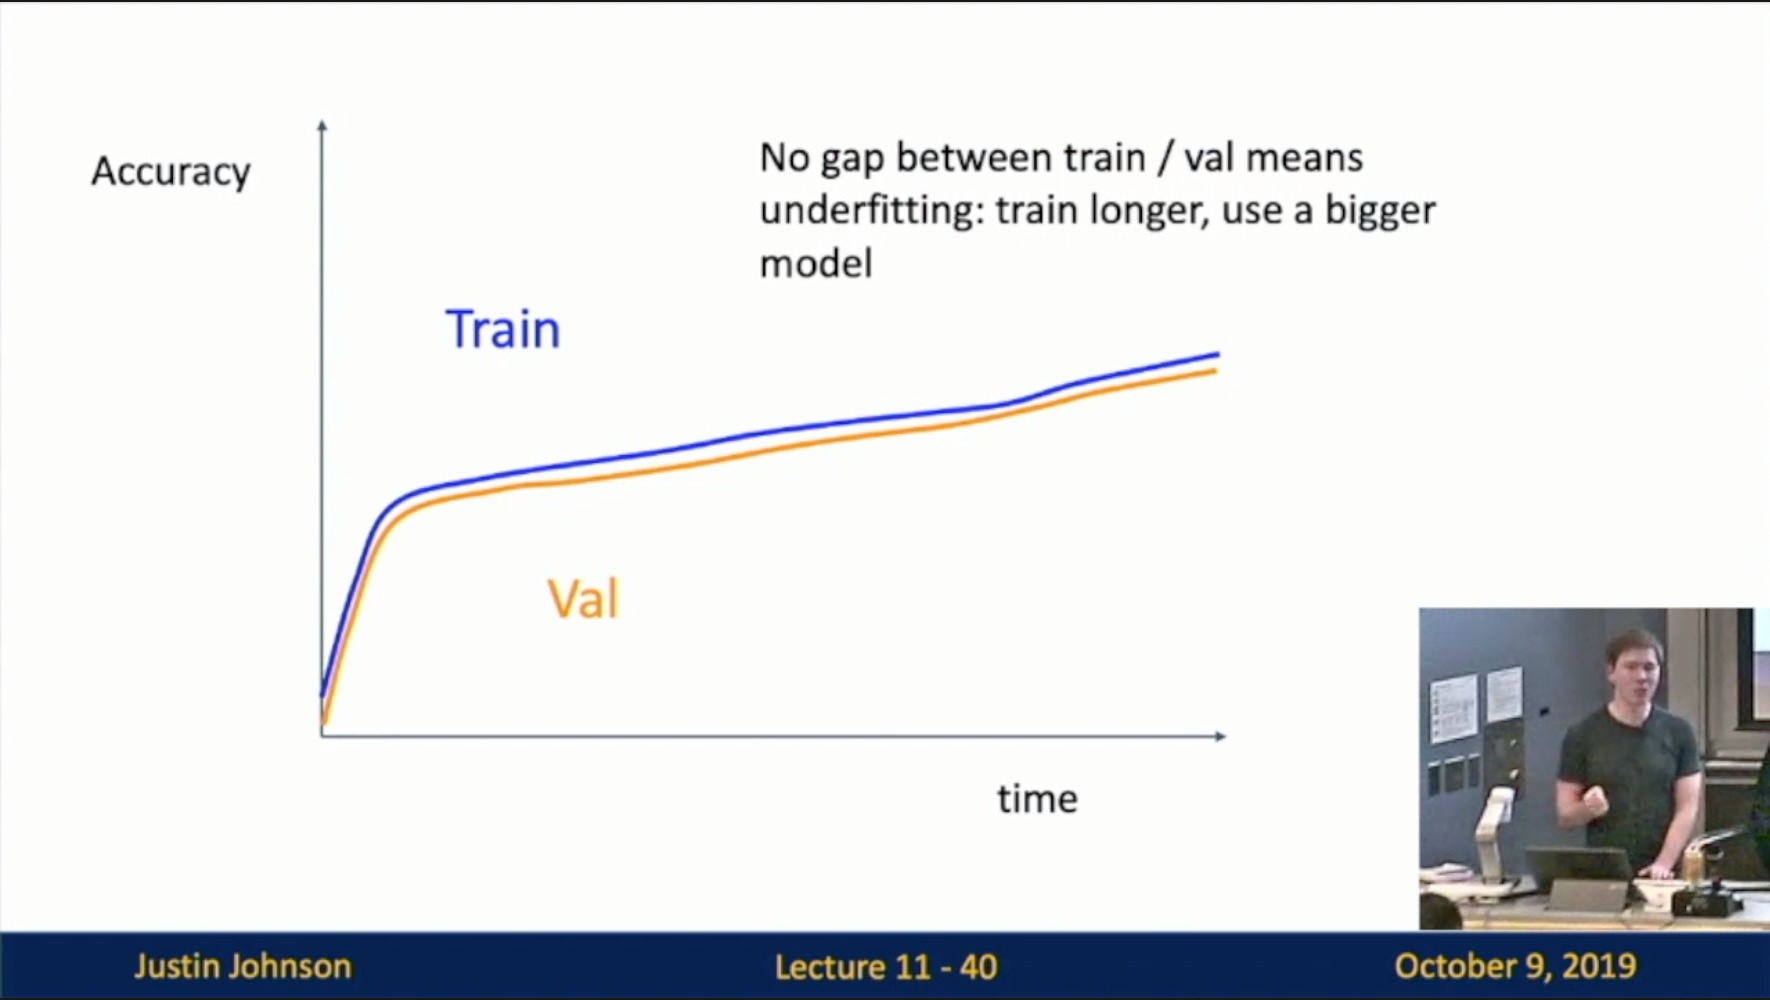 Accuracy
No gap between train / val means
underfitting: train longer, use a bigger
model
Train
Val
time
Justin Johnson
Lecture 11 - 40
October 9, 2019